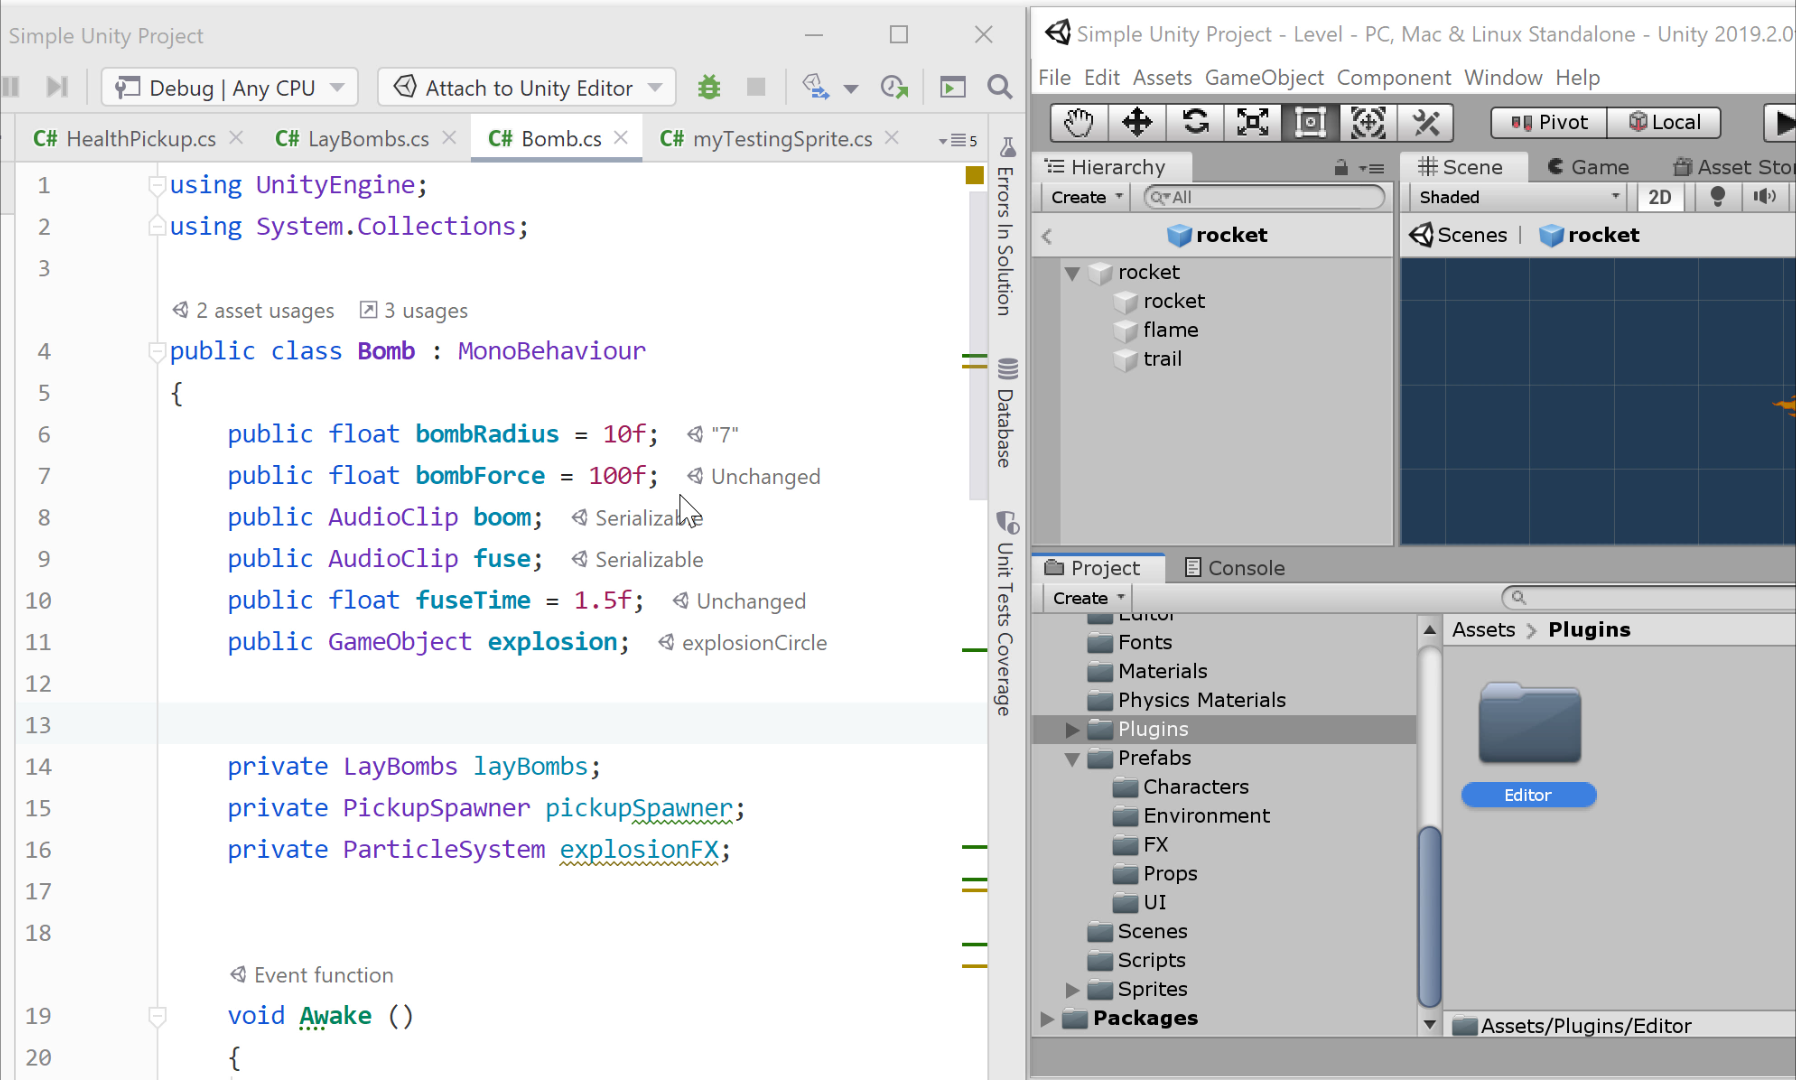 Simple Unity Project
Debug | Any CPU
Attach to Unity Editor
C# HealthPickup.cs
C# LayBombs.cs
C# Bomb.cs
C# myTestingSprite.cs
5
1 using UnityEngine;
2 using System.Collections;
3
2 asset usages 3 usages
4 public class Bomb : MonoBehaviour
5 {
6 public float bombRadius = 10f; "7"
7 public float bombForce = 100f; Unchanged
8 public AudioClip boom; Serializable
9 public AudioClip fuse; Serializable
10 public float fuseTime = 1.5f; Unchanged
11 public GameObject explosion; explosionCircle
12
13
14 private LayBombs layBombs;
15 private PickupSpawner pickupSpawner;
16 private ParticleSystem explosionFX;
17
18
Event function
19 void Awake ()
20 {
Errors In Solution
Database
Unit Tests Coverage
Simple Unity Project - Level - PC, Mac & Linux Standalone - Unity 2019.2.0
File Edit Assets GameObject Component Window Help
Pivot
Local
Hierarchy
Create
All
rocket
rocket
rocket
flame
trail
Scene
Game
Asset Sto
Shaded
2D
Scenes | rocket
Project
Console
Create
Editor
Fonts
Materials
Physics Materials
Plugins
Prefabs
Characters
Environment
FX
Props
UI
Scenes
Scripts
Sprites
Packages
Assets > Plugins
Editor
Assets/Plugins/Editor